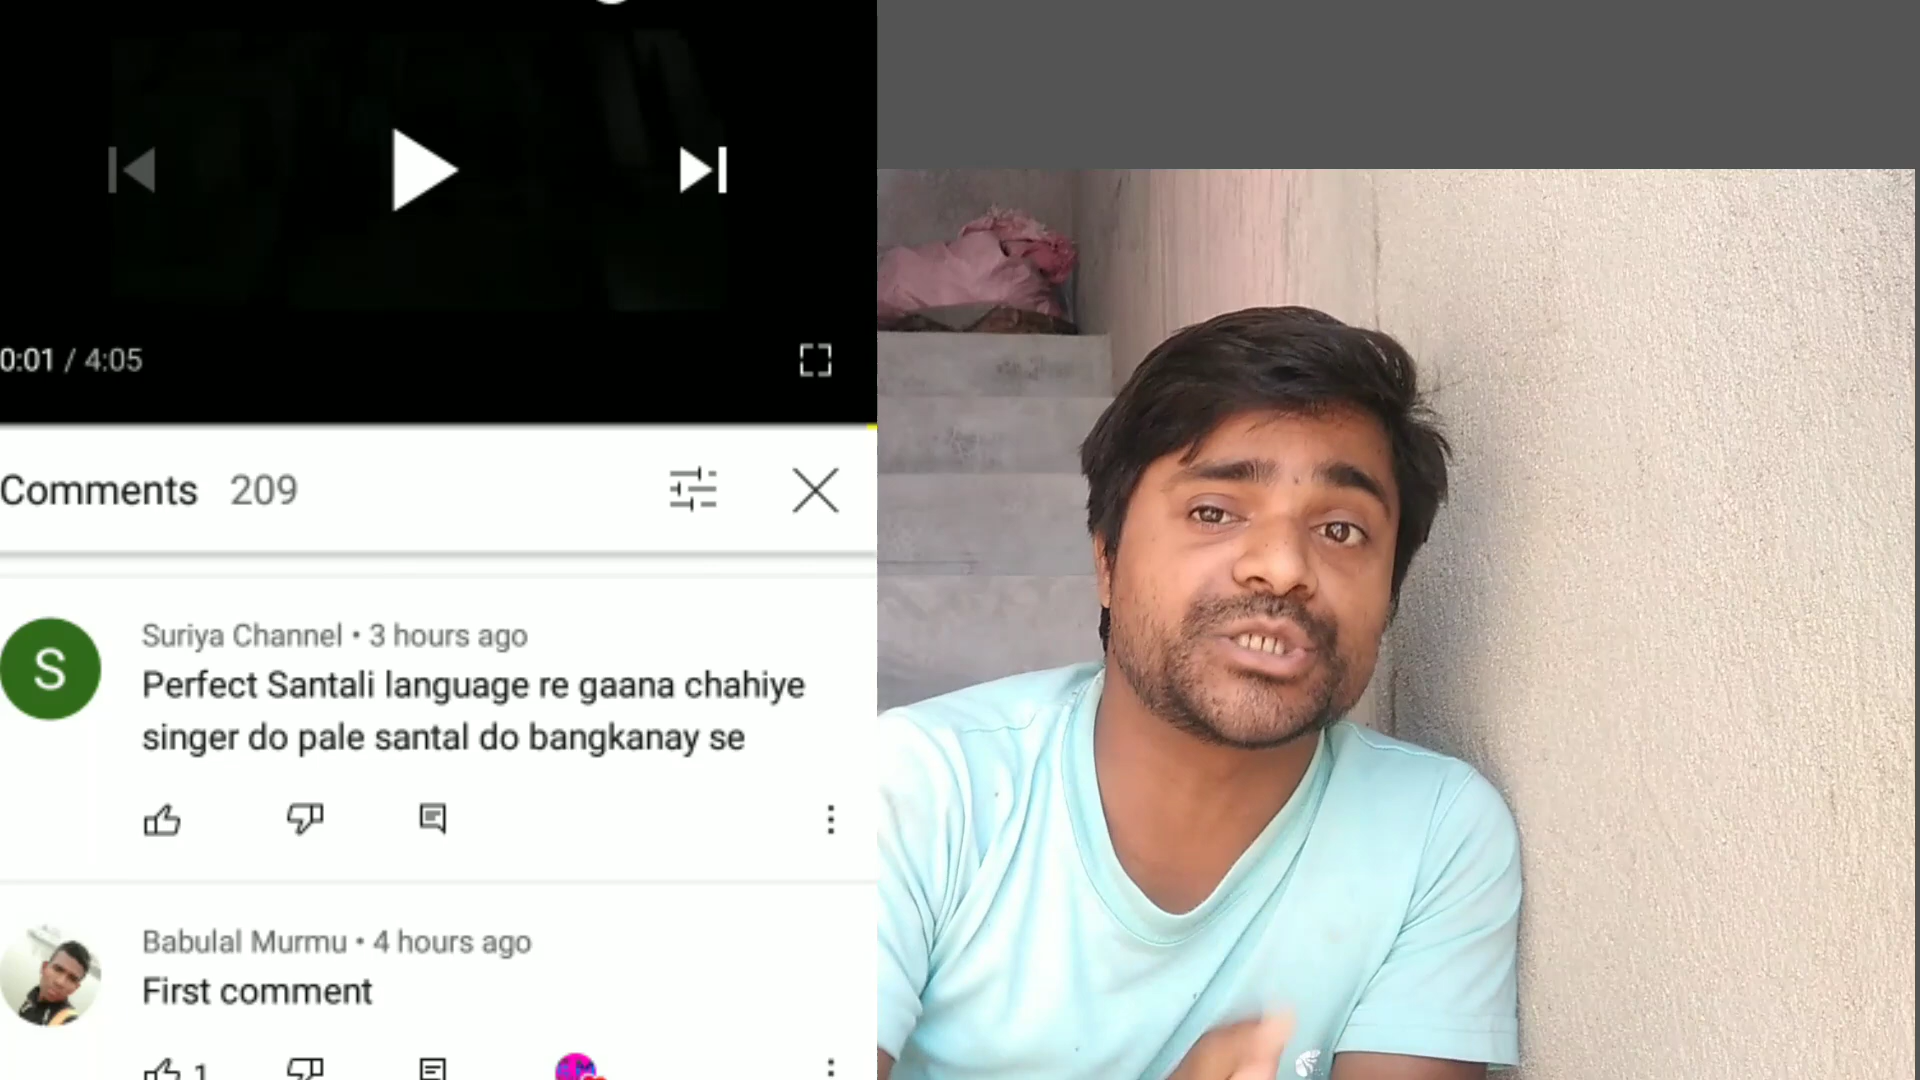 0:01 / 4:05
Comments 209
S
Suriya Channel • 3 hours ago
Perfect Santali language re gaana chahiye
singer do pale santal do bangkanay se
Babulal Murmu • 4 hours ago
First comment
1